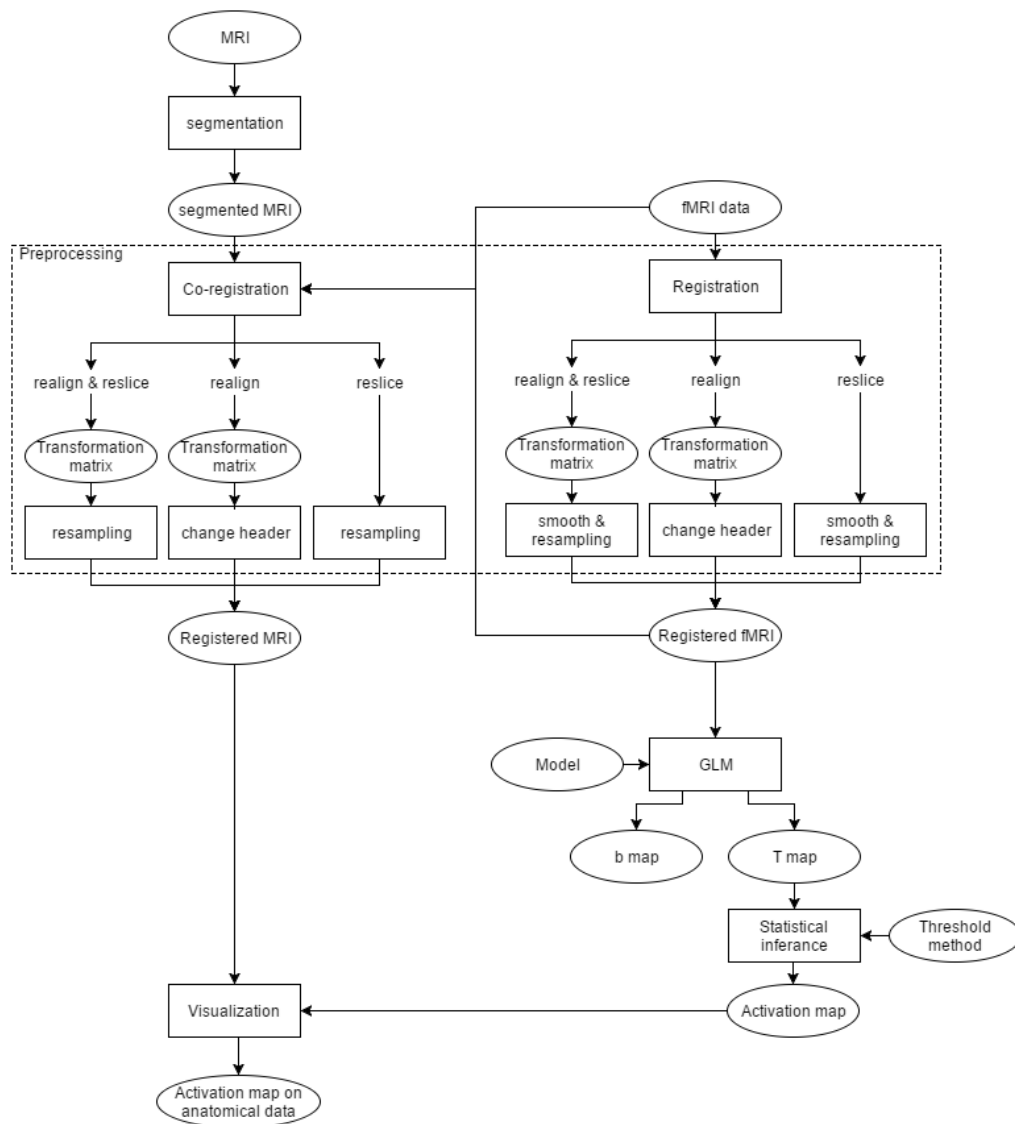 MRI
segmentation
segmented MRI
fMRI data
Preprocessing
Co-registration
Registration
realign & reslice
realign
reslice
realign & reslice
realign
reslice
Transformation
matrix
Transformation
matrix
Transformation
matrix
Transformation
matrix
resampling
change header
resampling
smooth &
resampling
change header
smooth &
resampling
Registered MRI
Registered fMRI
Model
GLM
b map
T map
Statistical
inferance
Threshold
method
Visualization
Activation map
Activation map on
anatomical data